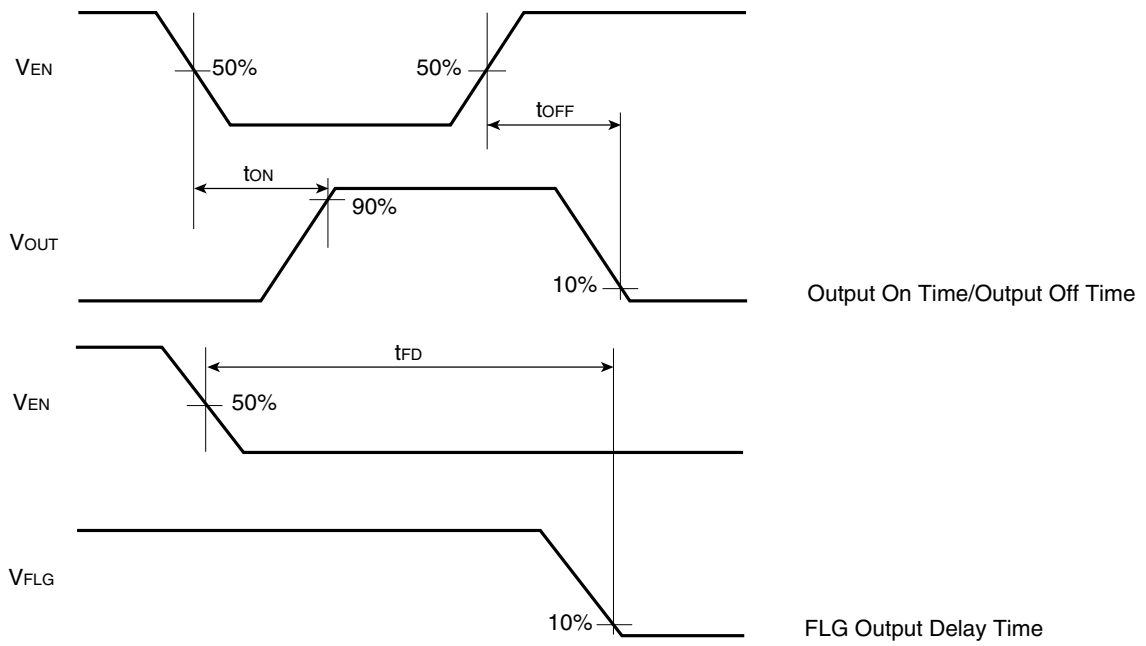 VEN
50%
50%
tOFF
tON
90%
VOUT
10%
Output On Time/Output Off Time
tFD
VEN
50%
VFLG
10%
FLG Output Delay Time